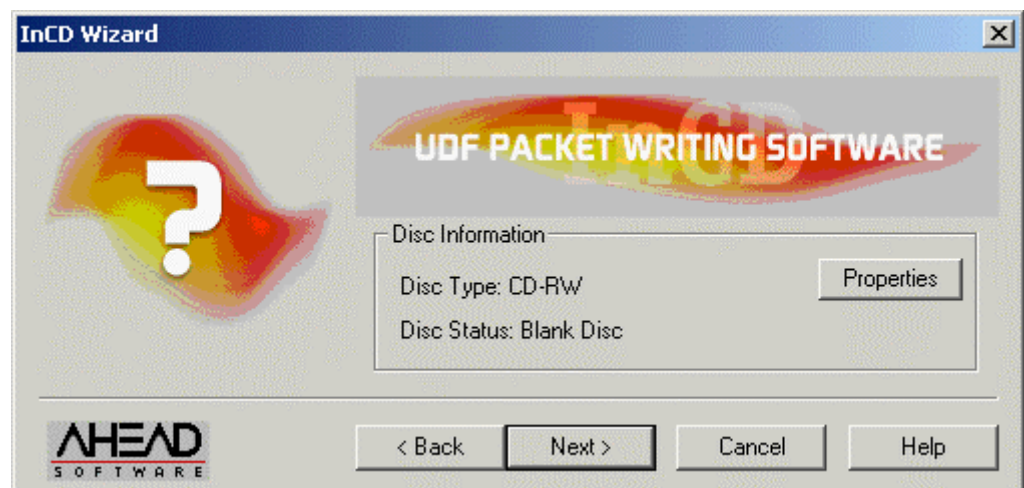 InCD Wizard
InCD
UDF PACKET WRITING SOFTWARE
Disc Information
Disc Type: CD-RW
Properties
Disc Status: Blank Disc
AHEAD
SOFTWARE
< Back
Next >
Cancel
Help